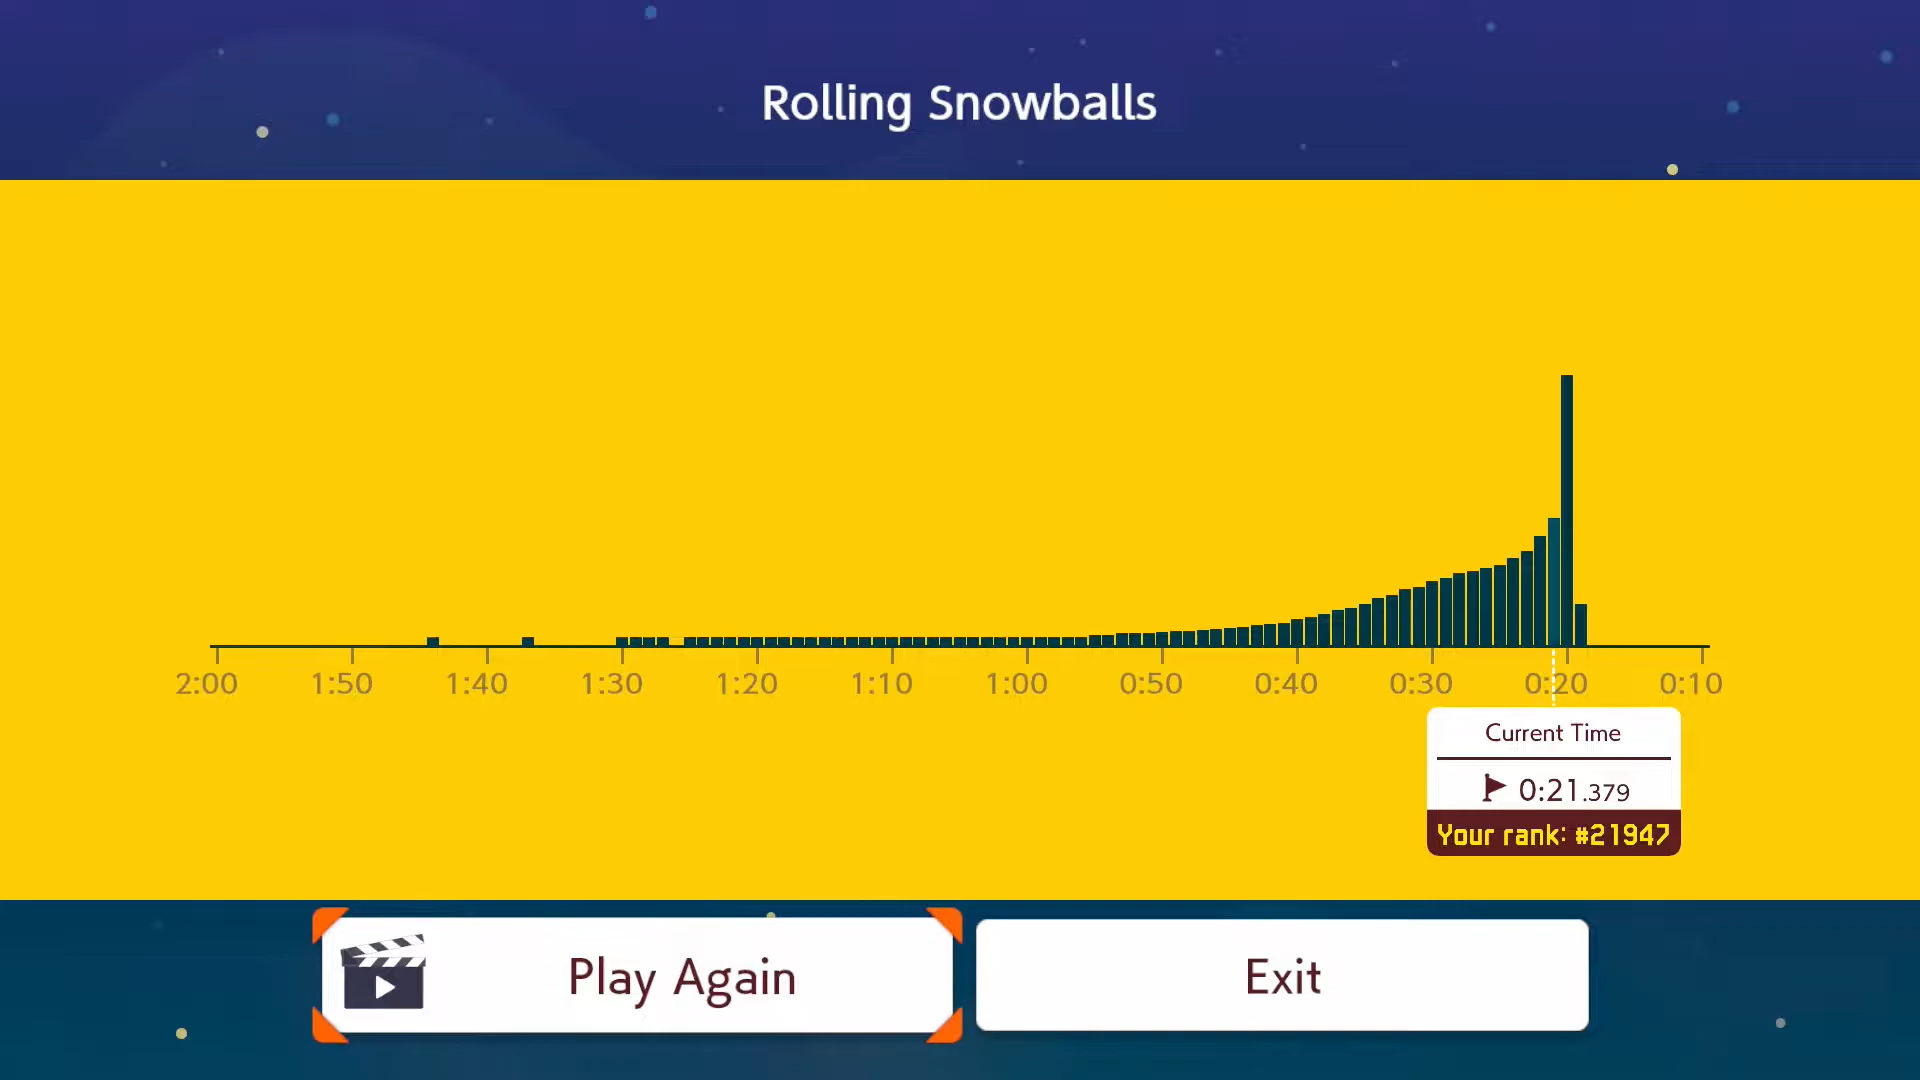 Rolling Snowballs
2:00 1:50 1:40 1:30 1:20 1:10 1:00 0:50 0:40 0:30 0:20 0:10
Current Time
0:21.379
Your rank: #21947
Play Again
Exit